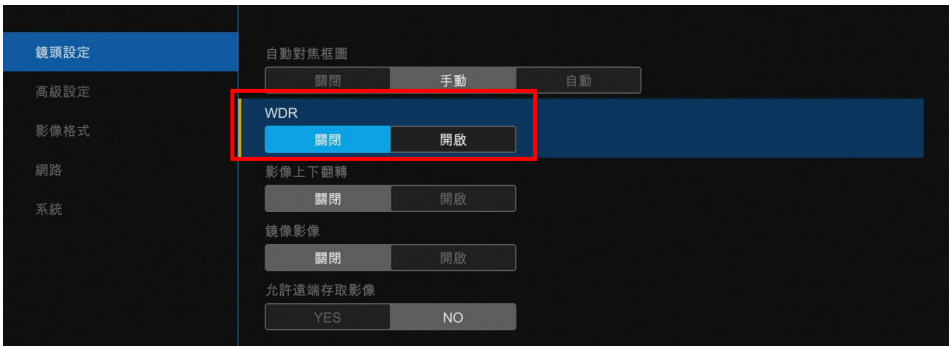 鏡頭設定
高級設定
影像格式
網路
系統
自動對焦框圖
關閉 手動 自動
WDR
關閉 開啟
影像上下翻轉
關閉 開啟
鏡像影像
關閉 開啟
允許遠端存取影像
YES NO